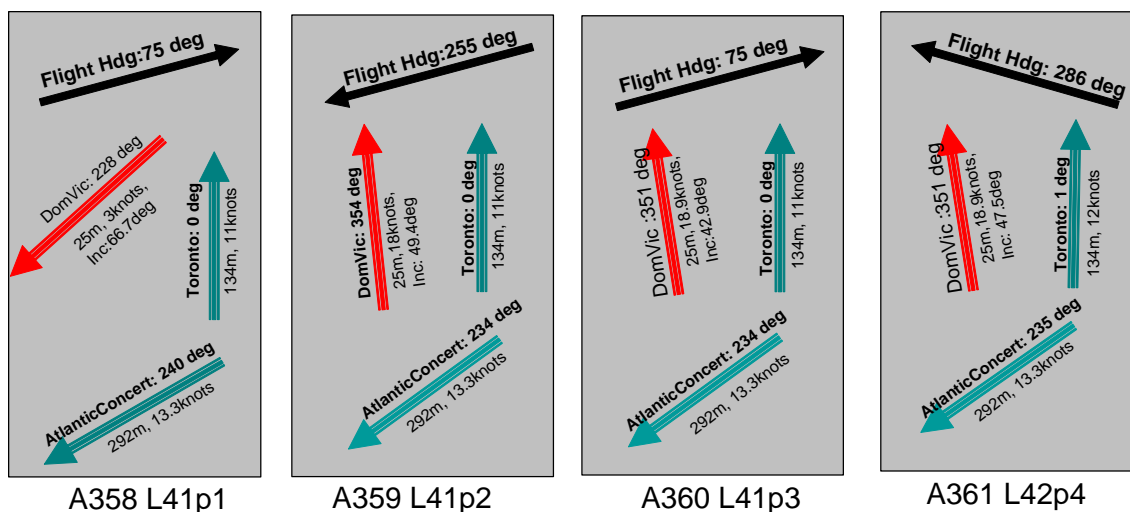 Flight Hdg:75 deg
DomVic: 228 deg
25m, 3knots,
Inc:66.7deg
Toronto: 0 deg
134m, 11knots
AtlanticConcert: 240 deg
292m, 13.3knots
A358 L41p1
Flight Hdg:255 deg
DomVic: 354 deg
25m,18knots,
Inc: 49.4deg
Toronto: 0 deg
134m, 11knots
AtlanticConcert: 234 deg
292m, 13.3knots
A359 L41p2
Flight Hdg: 75 deg
DomVic :351 deg
25m,18.9knots,
Inc:42.9deg
Toronto: 0 deg
134m, 11knots
AtlanticConcert: 234 deg
292m, 13.3knots
A360 L41p3
Flight Hdg: 286 deg
DomVic :351 deg
25m,18.9knots,
Inc: 47.5deg
Toronto: 1 deg
134m, 112knots
AtlanticConcert: 235 deg
292m, 13.3knots
A361 L42p4